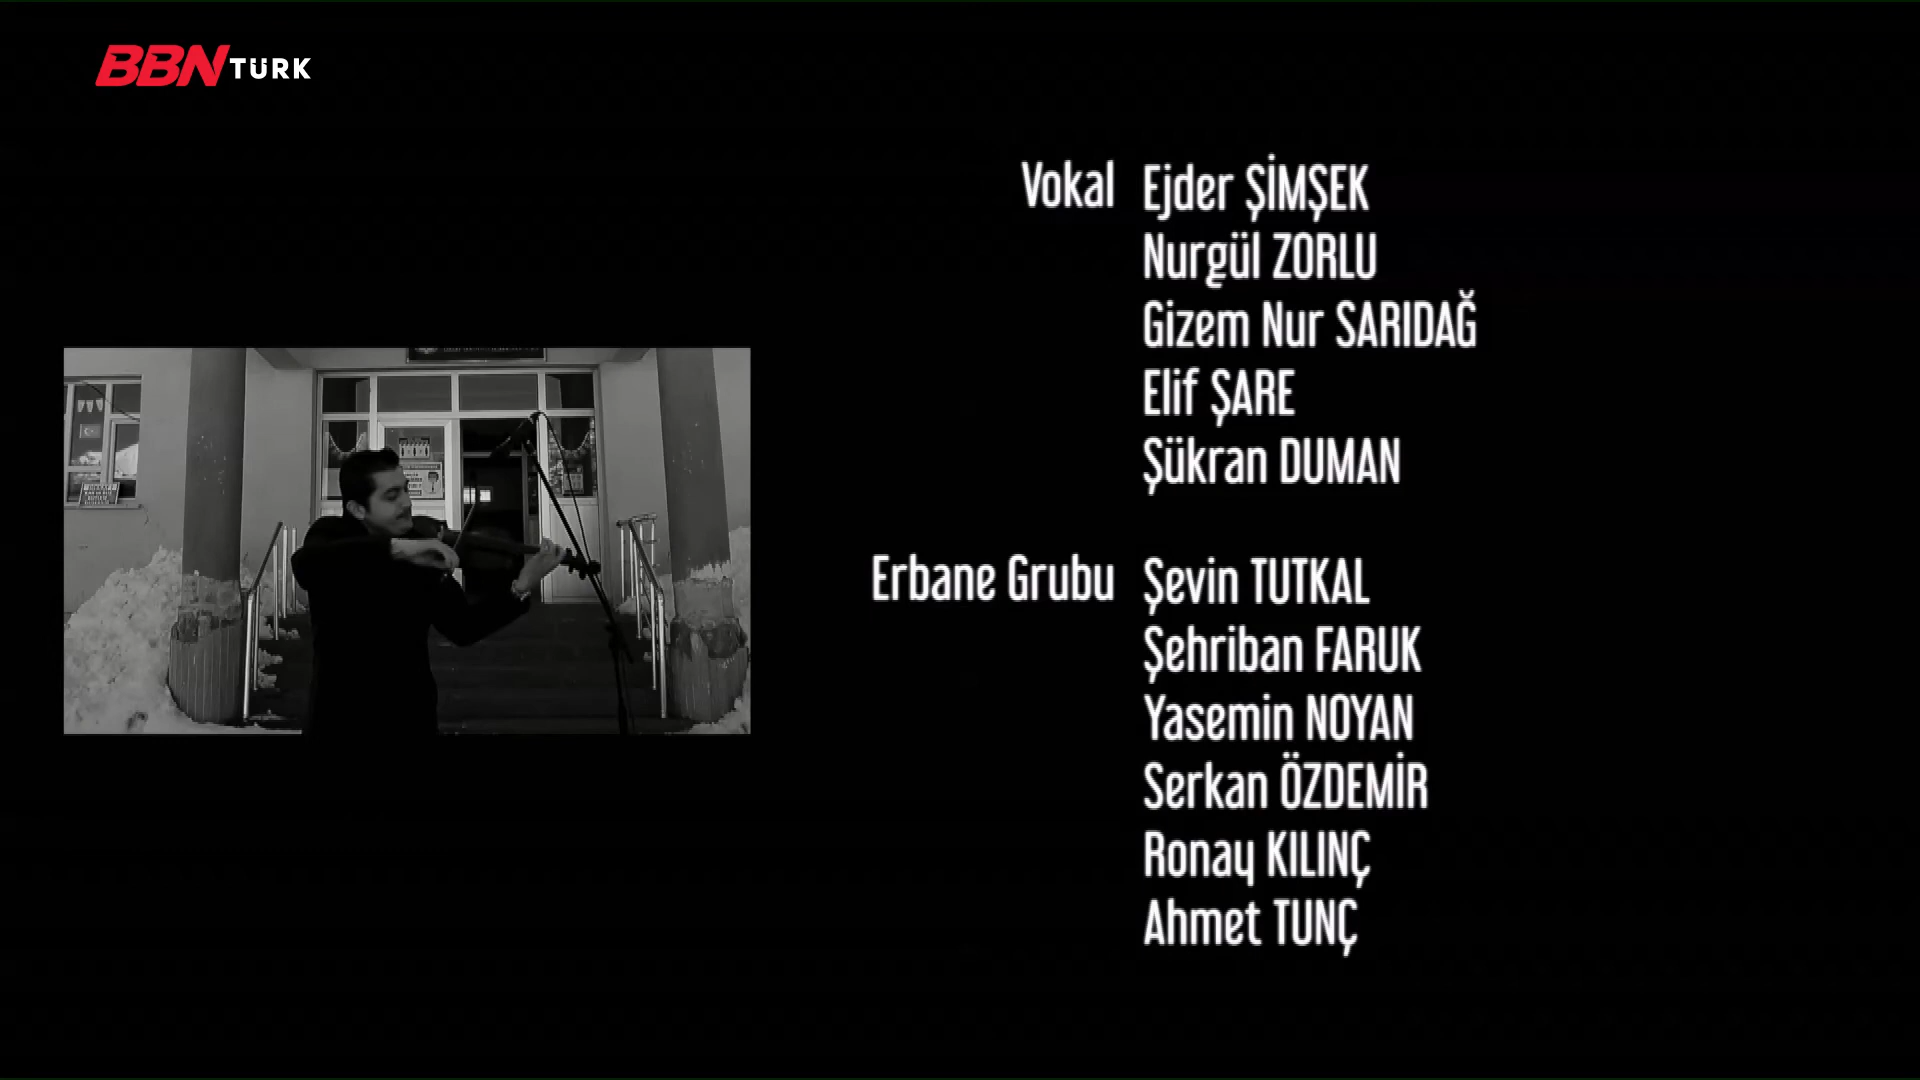 BBN TURK
Vokal Ejder ŞİMŞEK
Nurgül ZORLU
Gizem Nur SARIDAĞ
Elif ŞARE
Şükran DUMAN
Erbane Grubu Şevin TUTKAL
Şehriban FARUK
Yasemin NOYAN
Serkan ÖZDEMİR
Ronay KILINÇ
Ahmet TUNÇ